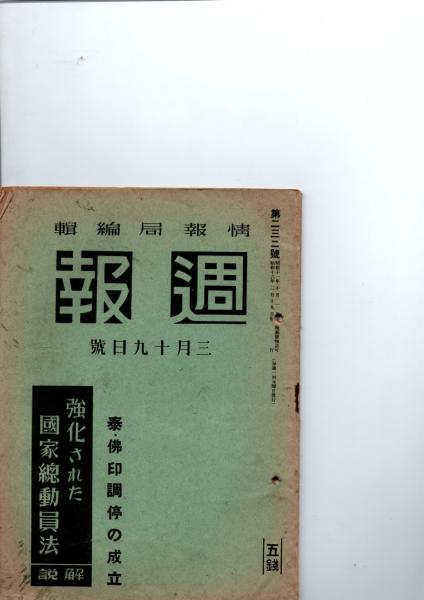 第二三二號
情報局編輯
週報
三月十九日號
泰・佛印調停の成立
強化された
國家總動員法
解説
五錢